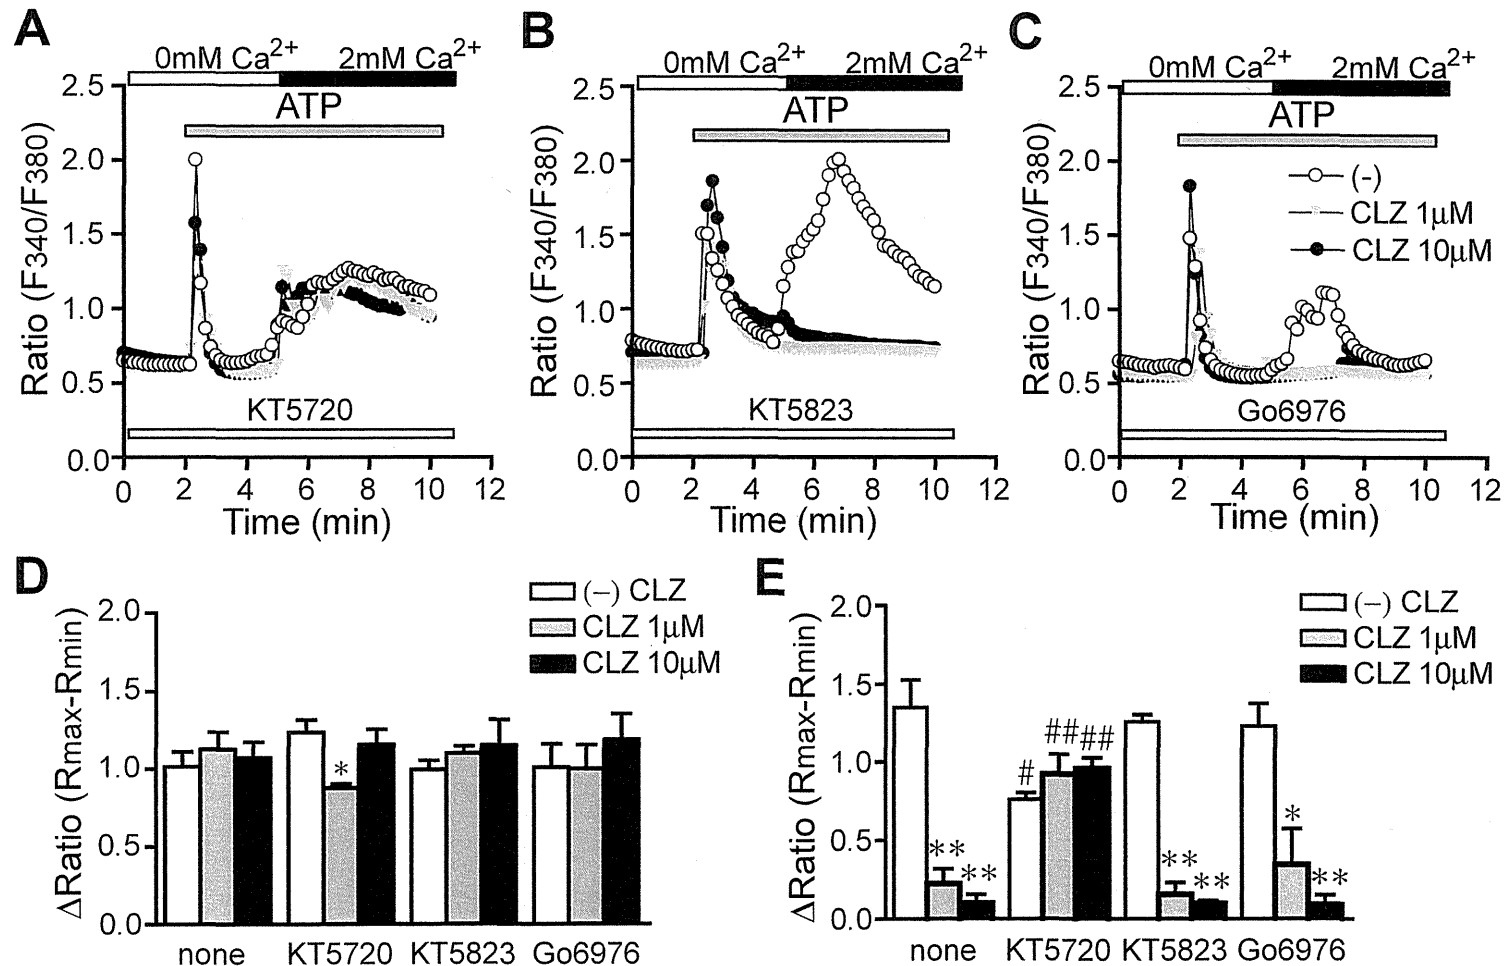 A
0mM Ca2+ 2mM Ca2+
ATP
Ratio (F340/F380)
2.5
2.0
1.5
1.0
0.5
0.0
KT5720
0 2 4 6 8 10 12
Time (min)
B
0mM Ca2+ 2mM Ca2+
ATP
Ratio (F340/F380)
2.5
2.0
1.5
1.0
0.5
0.0
KT5823
0 2 4 6 8 10 12
Time (min)
C
0mM Ca2+ 2mM Ca2+
ATP
Ratio (F340/F380)
2.5
2.0
1.5
1.0
0.5
0.0
(-)
CLZ 1μM
CLZ 10μM
Go6976
0 2 4 6 8 10 12
Time (min)
D
(−) CLZ
CLZ 1μM
CLZ 10μM
ΔRatio (Rmax-Rmin)
2.0
1.5
1.0
0.5
0.0
*
none KT5720 KT5823 Go6976
E
(−) CLZ
CLZ 1μM
CLZ 10μM
ΔRatio (Rmax-Rmin)
2.0
1.5
1.0
0.5
0.0
** ** # ## ## ** ** * **
none KT5720 KT5823 Go6976